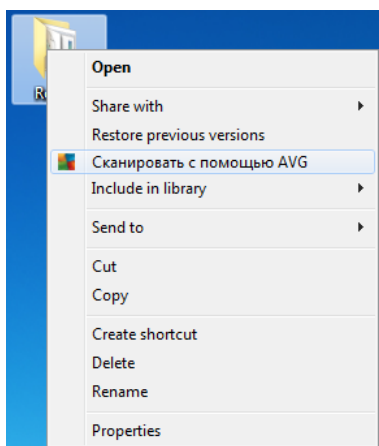 Open
Share with
Restore previous versions
Сканировать с помощью AVG
Include in library
Send to
Cut
Copy
Create shortcut
Delete
Rename
Properties